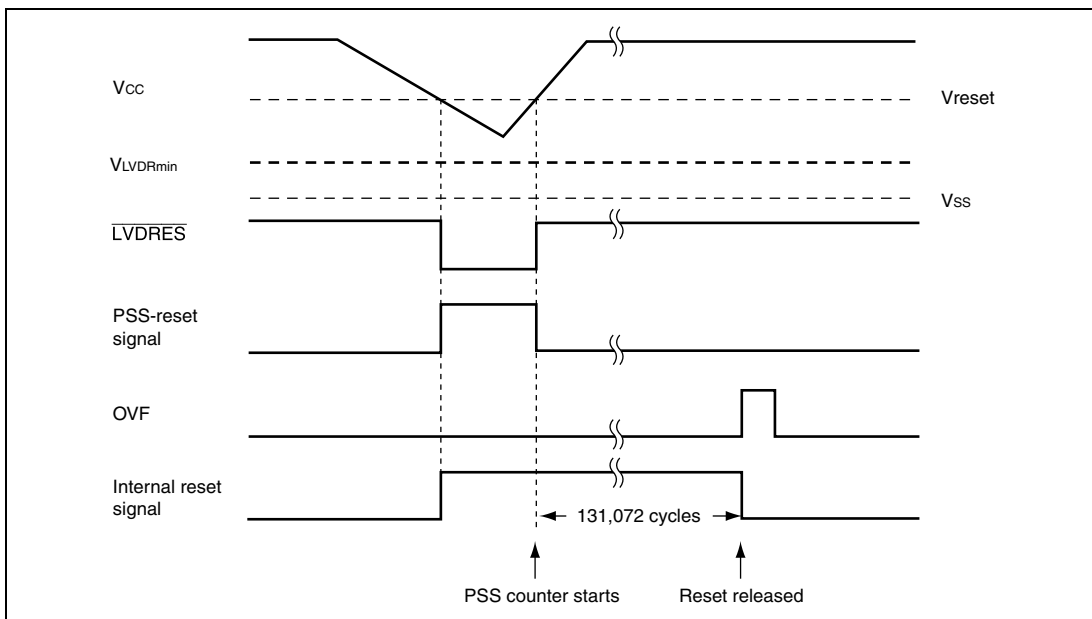 Vcc
Vreset
VLVDRmin
Vss
LVDRES
PSS-reset
signal
OVF
Internal reset
signal
131,072 cycles
PSS counter starts
Reset released